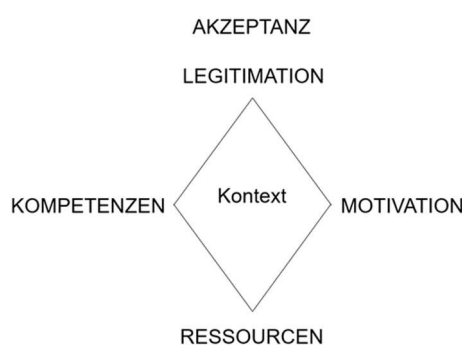 AKZEPTANZ
LEGITIMATION
KOMPETENZEN
Kontext
MOTIVATION
RESSOURCEN